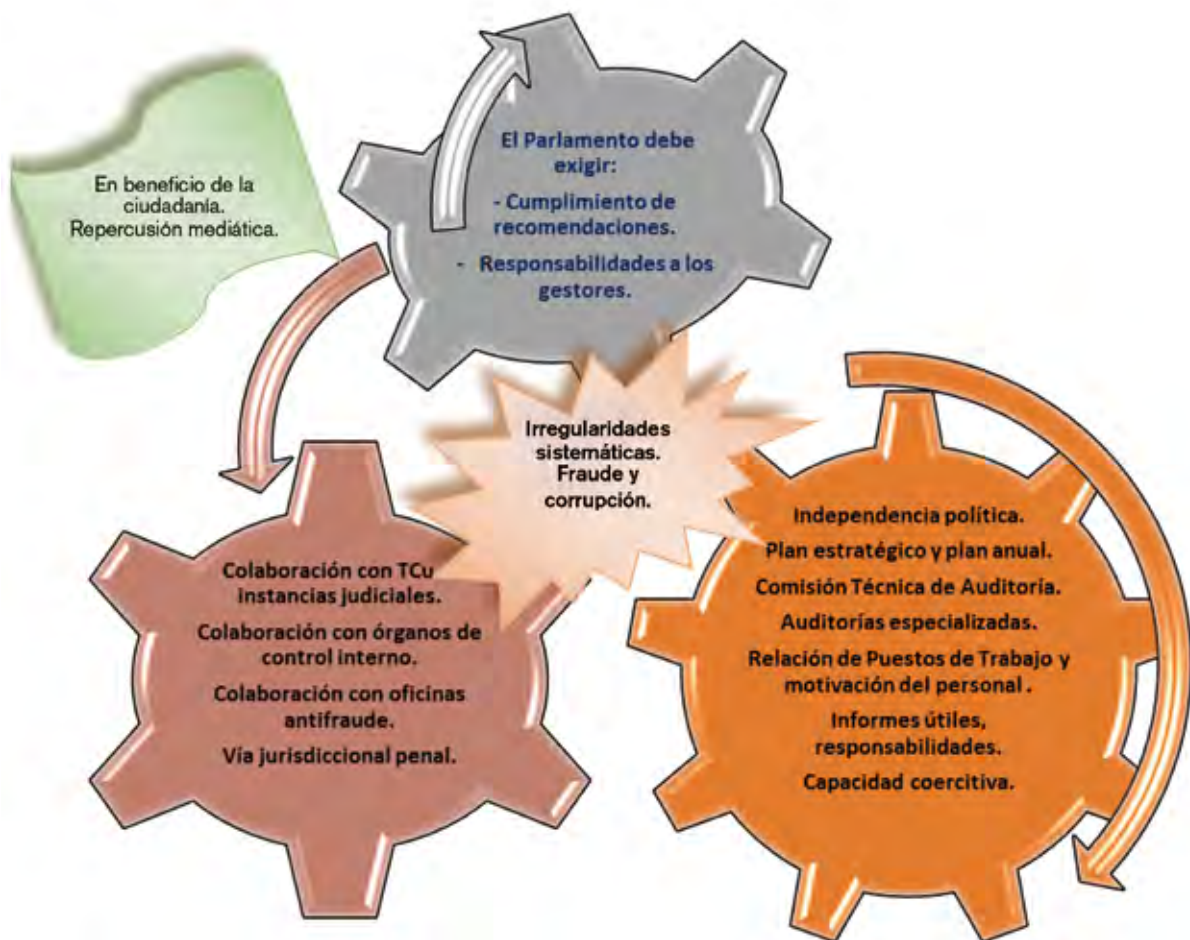 En beneficio de la
ciudadanía.
Repercusión mediática.
El Parlamento debe
exigir:
- Cumplimiento de
recomendaciones.
- Responsabilidades a los
gestores.
Irregularidades
sistemáticas.
Fraude y
corrupción.
Colaboración con TCu
instancias judiciales.
Colaboración con órganos de
control interno.
Colaboración con oficinas
antifraude.
Vía jurisdiccional penal.
Independencia política.
Plan estratégico y plan anual.
Comisión Técnica de Auditoría.
Auditorías especializadas.
Relación de Puestos de Trabajo y
motivación del personal .
Informes útiles,
responsabilidades.
Capacidad coercitiva.